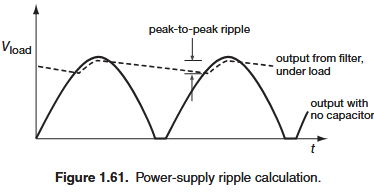 peak-to-peak ripple
Vload
output from filter,
under load
output with
no capacitor
t
Figure 1.61. Power-supply ripple calculation.